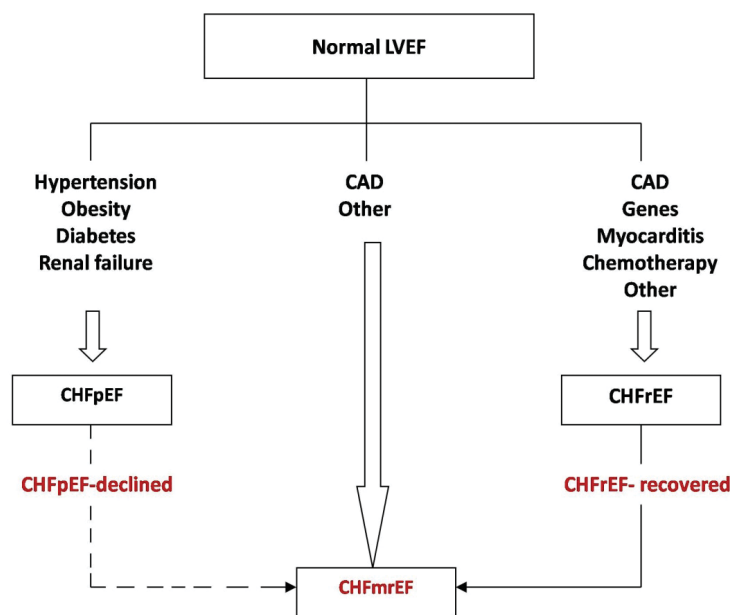 Normal LVEF
Hypertension
Obesity
Diabetes
Renal failure
CAD
Other
CAD
Genes
Myocarditis
Chemotherapy
Other
CHFpEF
CHFrEF
CHFpEF-declined
CHFrEF- recovered
CHFmrEF